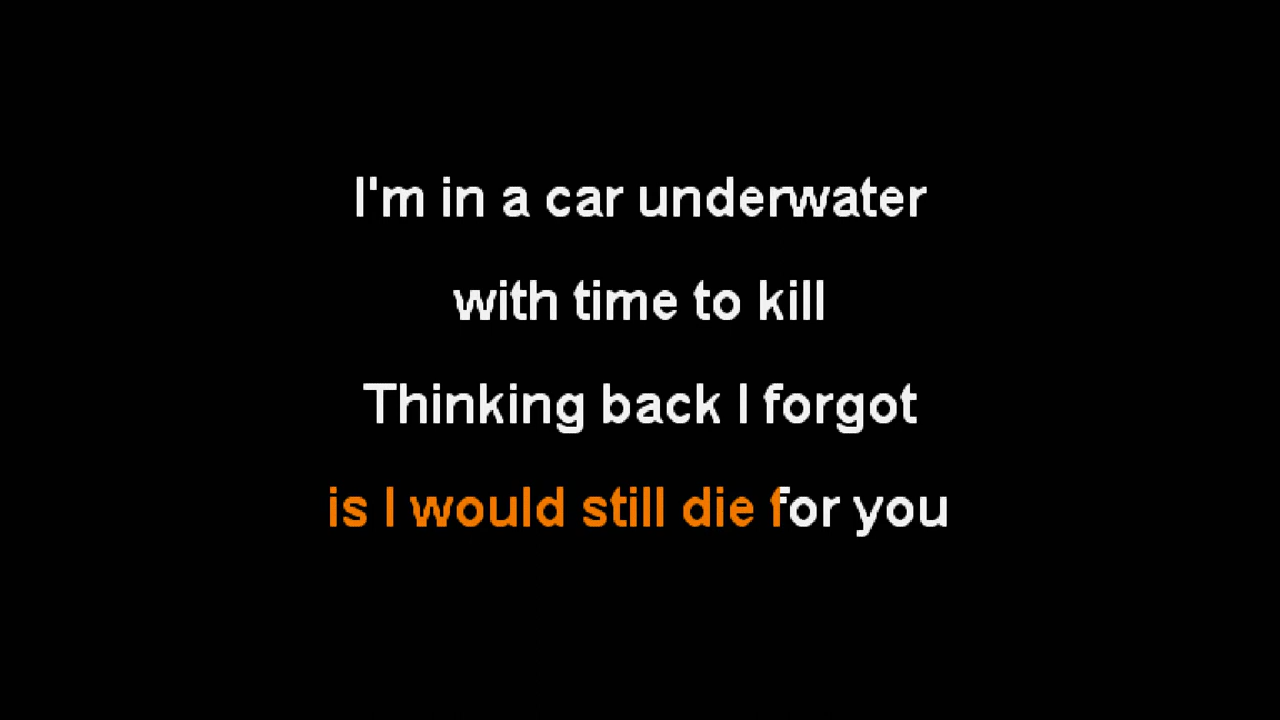 I'm in a car underwater
with time to kill
Thinking back I forgot
is I would still die for you